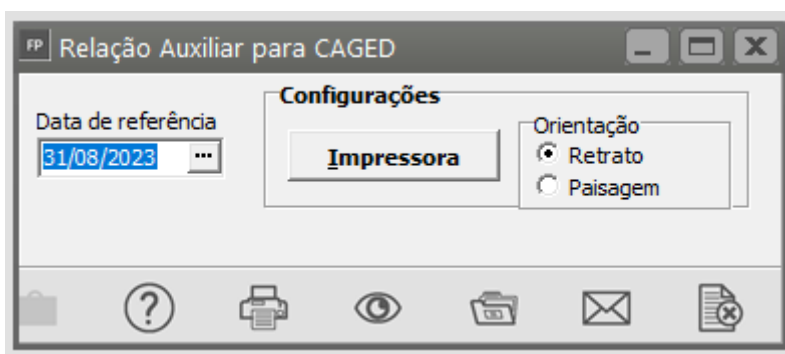 FP Relação Auxiliar para CAGED
Configurações
Data de referência
31/08/2023 ...
Impressora
Orientação
Retrato
Paisagem
?